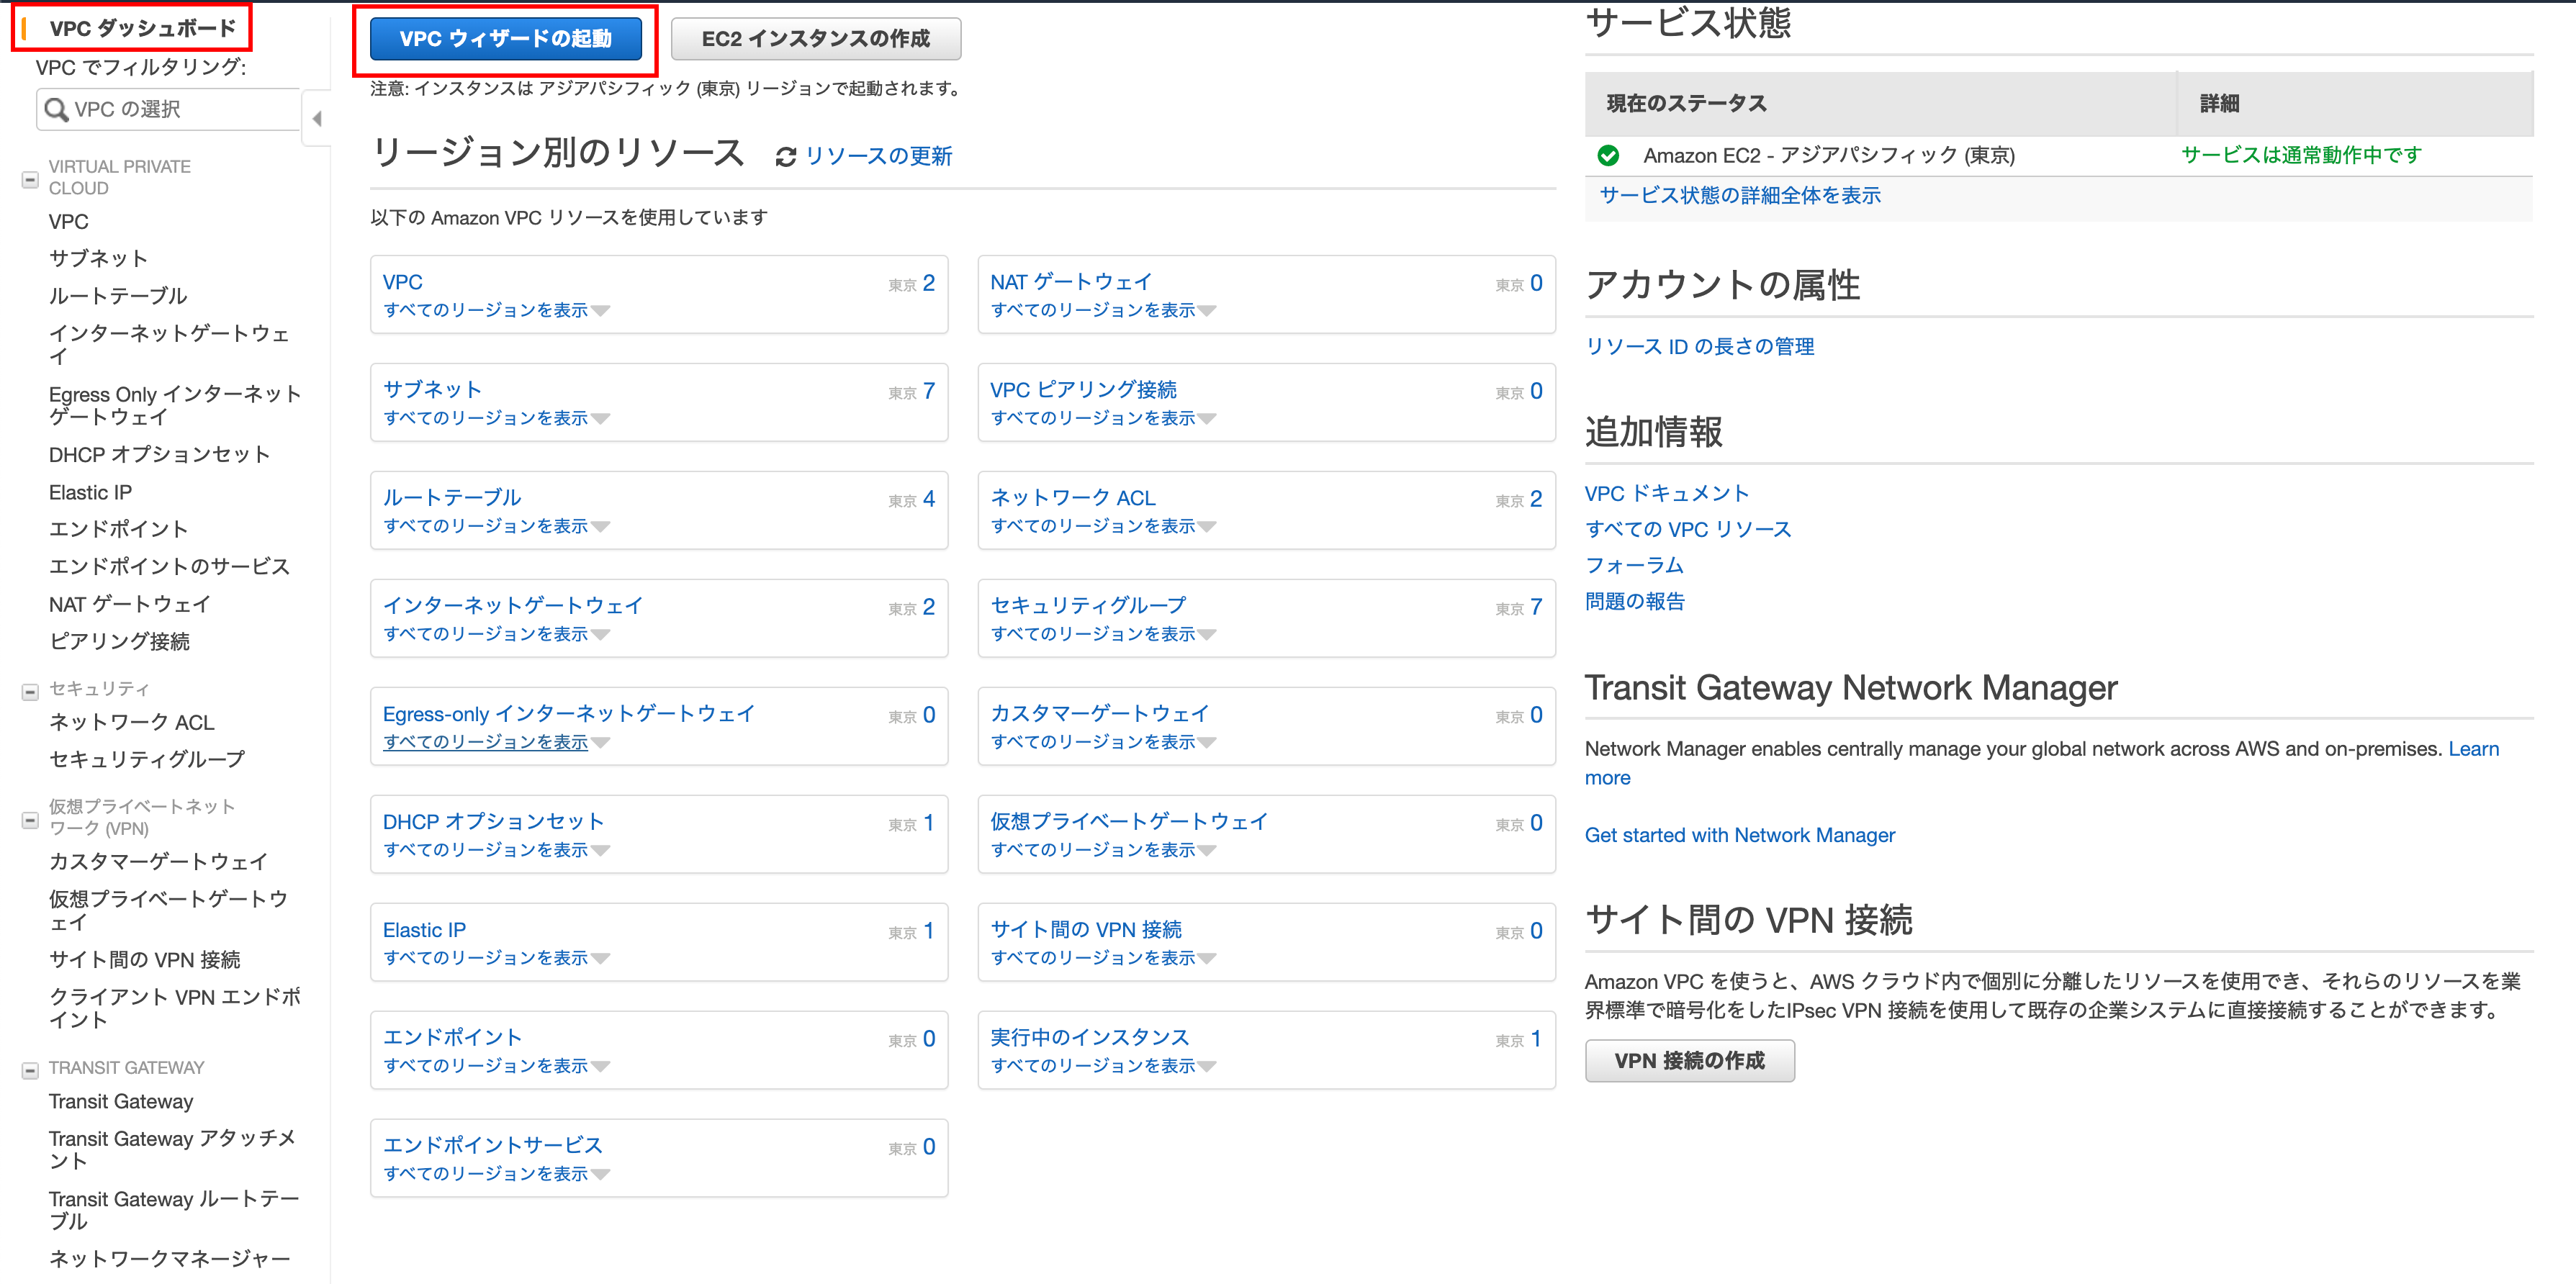 VPC ダッシュボード
VPC でフィルタリング:
VPC の選択
VIRTUAL PRIVATE
CLOUD
VPC
サブネット
ルートテーブル
インターネットゲートウェ
イ
Egress Only インターネット
ゲートウェイ
DHCP オプションセット
Elastic IP
エンドポイント
エンドポイントのサービス
NAT ゲートウェイ
ピアリング接続
セキュリティ
ネットワーク ACL
セキュリティグループ
仮想プライベートネット
ワーク (VPN)
カスタマーゲートウェイ
仮想プライベートゲートウ
ェイ
サイト間の VPN 接続
クライアント VPN エンドポ
イント
TRANSIT GATEWAY
Transit Gateway
Transit Gateway アタッチメ
ント
Transit Gateway ルートテー
ブル
ネットワークマネージャー
VPC ウィザードの起動
EC2 インスタンスの作成
注意: インスタンスは アジアパシフィック (東京) リージョンで起動されます。
リージョン別のリソース リソースの更新
以下の Amazon VPC リソースを使用しています
VPC 東京 2
すべてのリージョンを表示
NAT ゲートウェイ 東京 0
すべてのリージョンを表示
サブネット 東京 7
すべてのリージョンを表示
VPC ピアリング接続 東京 0
すべてのリージョンを表示
ルートテーブル 東京 4
すべてのリージョンを表示
ネットワーク ACL 東京 2
すべてのリージョンを表示
インターネットゲートウェイ 東京 2
すべてのリージョンを表示
セキュリティグループ 東京 7
すべてのリージョンを表示
Egress-only インターネットゲートウェイ 東京 0
すべてのリージョンを表示
カスタマーゲートウェイ 東京 0
すべてのリージョンを表示
DHCP オプションセット 東京 1
すべてのリージョンを表示
仮想プライベートゲートウェイ 東京 0
すべてのリージョンを表示
Elastic IP 東京 1
すべてのリージョンを表示
サイト間の VPN 接続 東京 0
すべてのリージョンを表示
エンドポイント 東京 0
すべてのリージョンを表示
実行中のインスタンス 東京 1
すべてのリージョンを表示
エンドポイントサービス 東京 0
すべてのリージョンを表示
サービス状態
現在のステータス 詳細
Amazon EC2 - アジアパシフィック (東京) サービスは通常動作中です
サービス状態の詳細全体を表示
アカウントの属性
リソース ID の長さの管理
追加情報
VPC ドキュメント
すべての VPC リソース
フォーラム
問題の報告
Transit Gateway Network Manager
Network Manager enables centrally manage your global network across AWS and on-premises. Learn
more
Get started with Network Manager
サイト間の VPN 接続
Amazon VPC を使うと、AWS クラウド内で個別に分離したリソースを使用でき、それらのリソースを業
界標準で暗号化をしたIPsec VPN 接続を使用して既存の企業システムに直接接続することができます。
VPN 接続の作成